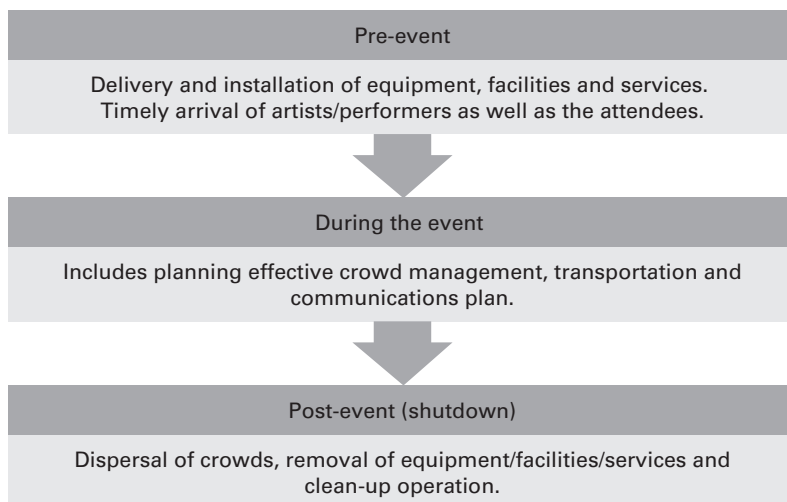 Pre-event
Delivery and installation of equipment, facilities and services.
Timely arrival of artists/performers as well as the attendees.
During the event
Includes planning effective crowd management, transportation and
communications plan.
Post-event (shutdown)
Dispersal of crowds, removal of equipment/facilities/services and
clean-up operation.